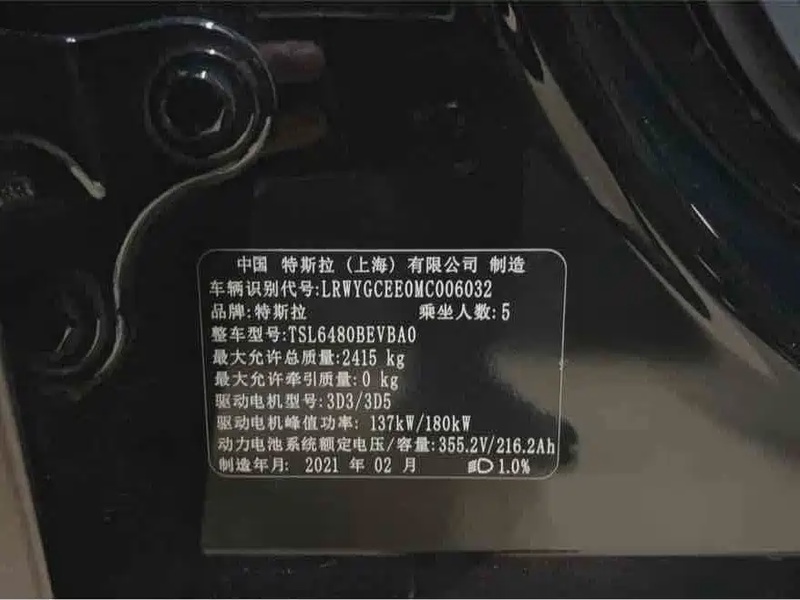 中国 特斯拉 (上海) 有限公司 制造
车辆识别代号:LRWYGCEE0MC006032
品牌:特斯拉 乘坐人数:5
整车型号:TSL6480BEVBA0
最大允许总质量:2415 kg
最大允许牵引质量:0 kg
驱动电机型号:3D3/3D5
驱动电机峰值功率: 137kW/180kW
动力电池系统额定电压/容量:355.2V/216.2Ah
制造年月: 2021 年 02 月 1.0%